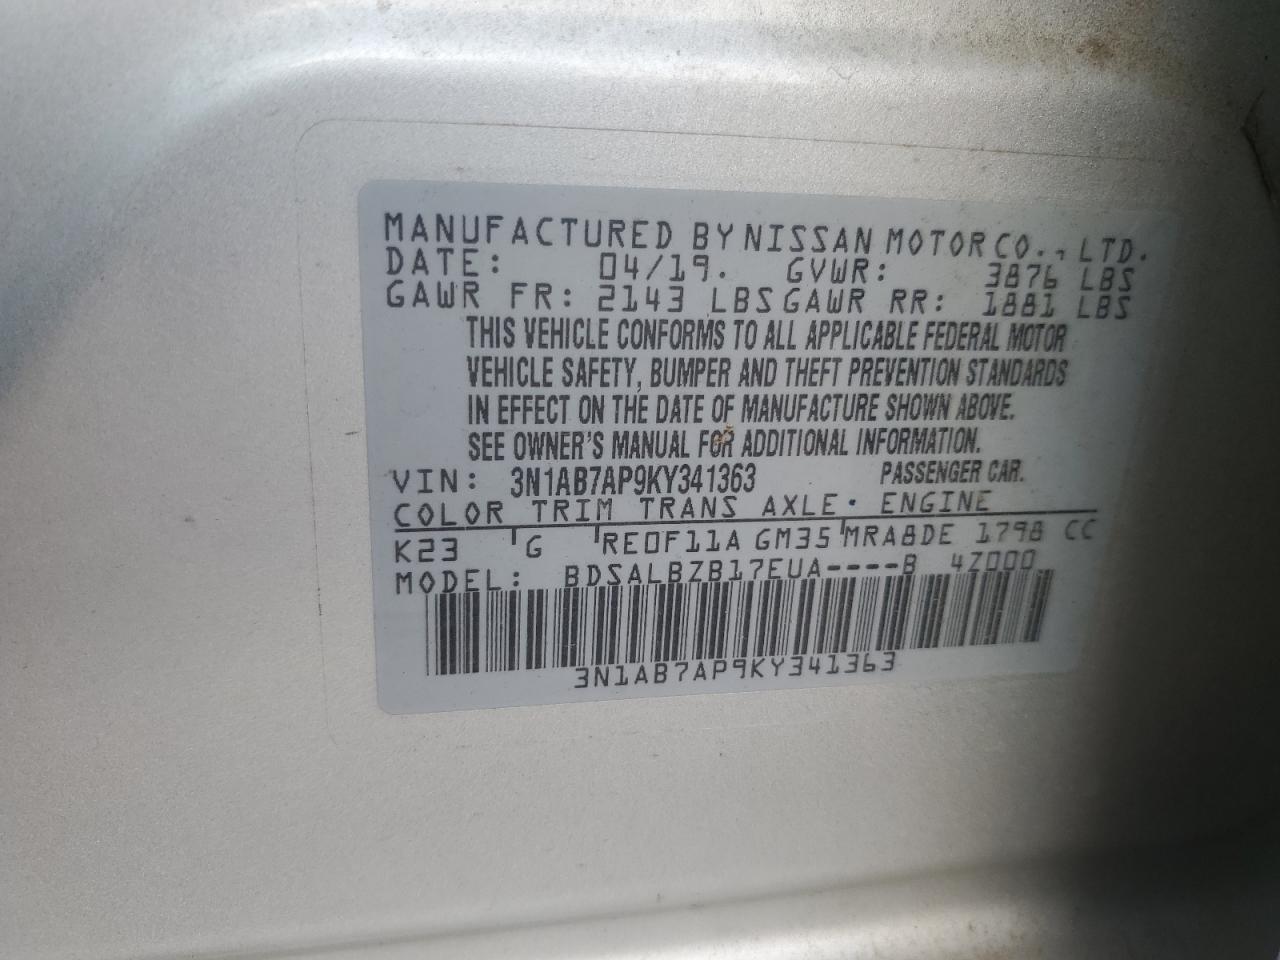 MANUFACTURED BY NISSAN MOTOR CO., LTD.
DATE: 04/19. GVWR: 3876 LBS
GAWR FR: 2143 LBS GAWR RR: 1881 LBS
THIS VEHICLE CONFORMS TO ALL APPLICABLE FEDERAL MOTOR
VEHICLE SAFETY, BUMPER AND THEFT PREVENTION STANDARDS
IN EFFECT ON THE DATE OF MANUFACTURE SHOWN ABOVE.
SEE OWNER'S MANUAL FOR ADDITIONAL INFORMATION.
VIN: 3N1AB7AP9KY341363 PASSENGER CAR.
COLOR TRIM TRANS AXLE ENGINE
K23 G RE0F11A GM35 MRA8DE 1798 CC
MODEL: BDSALBZB17EUA----B 4Z000
3N1AB7AP9KY341363